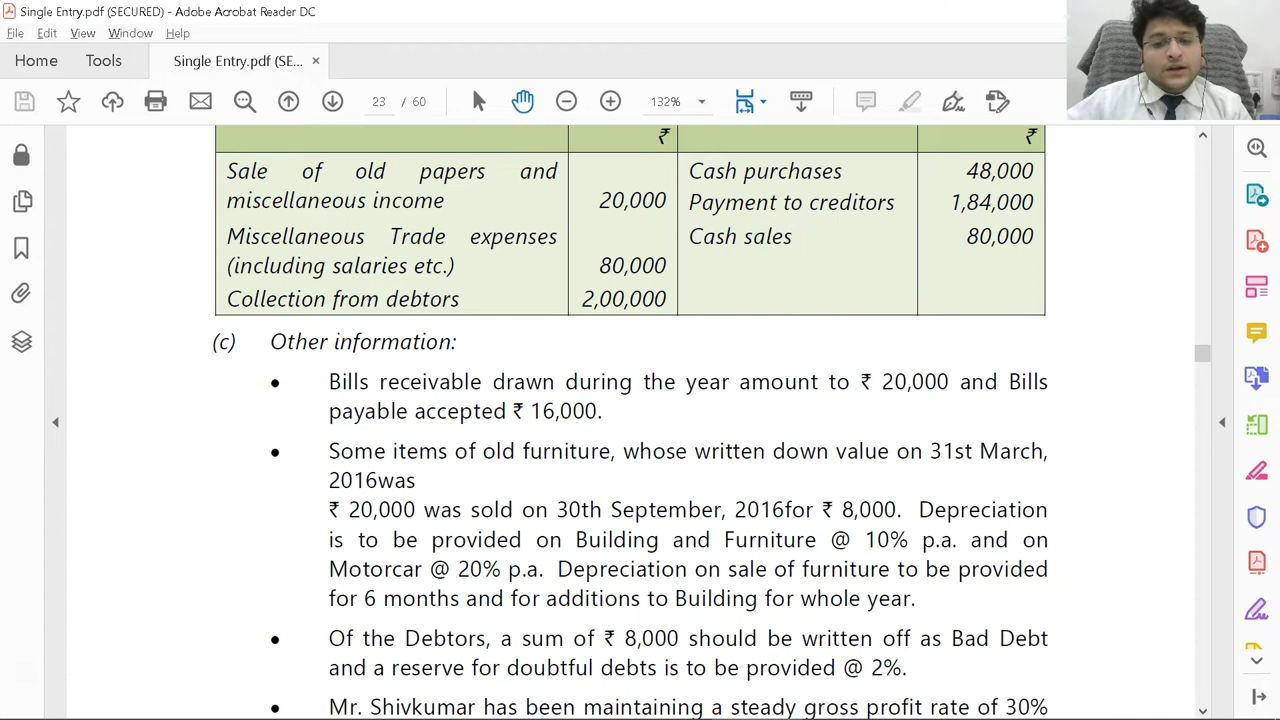 Single Entry.pdf (SECURED) - Adobe Acrobat Reader DC
File Edit View Window Help
Home Tools Single Entry.pdf (SE... ×
23 / 60 132%
₹ ₹
Sale of old papers and Cash purchases 48,000
miscellaneous income 20,000 Payment to creditors 1,84,000
Miscellaneous Trade expenses Cash sales 80,000
(including salaries etc.) 80,000
Collection from debtors 2,00,000
(c) Other information:
• Bills receivable drawn during the year amount to ₹ 20,000 and Bills
payable accepted ₹ 16,000.
• Some items of old furniture, whose written down value on 31st March,
2016was
₹ 20,000 was sold on 30th September, 2016for ₹ 8,000. Depreciation
is to be provided on Building and Furniture @ 10% p.a. and on
Motorcar @ 20% p.a. Depreciation on sale of furniture to be provided
for 6 months and for additions to Building for whole year.
• Of the Debtors, a sum of ₹ 8,000 should be written off as Bad Debt
and a reserve for doubtful debts is to be provided @ 2%.
• Mr. Shivkumar has been maintaining a steady gross profit rate of 30%